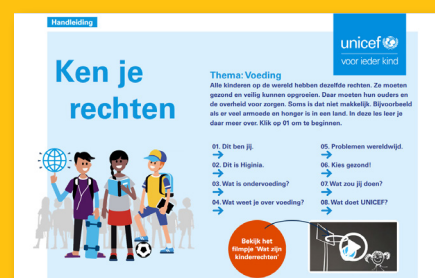 Handleiding
unicef
voor ieder kind
Ken je
rechten
Thema: Voeding
Alle kinderen op de wereld hebben dezelfde rechten. Ze moeten
gezond en veilig kunnen opgroeien. Daar moeten hun ouders en
de overheid voor zorgen. Soms is dat niet makkelijk. Bijvoorbeeld
als er veel armoede en honger is in een land. In deze les leer je
daar meer over. Klik op 01 om te beginnen.
01. Dit ben jij.
02. Dit is Higinia.
03. Wat is ondervoeding?
04. Wat weet je over voeding?
05. Problemen wereldwijd.
06. Kies gezond!
07. Wat zou jij doen?
08. Wat doet UNICEF?
Bekijk het
filmpje 'Wat zijn
kinderrechten'